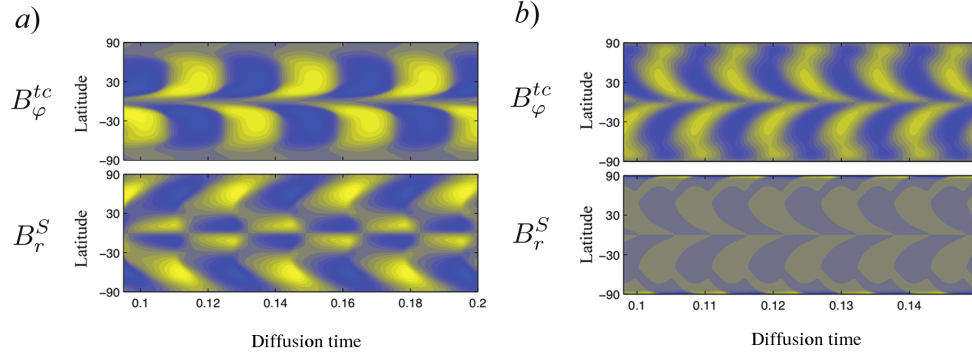 a)
90
30
−30
−90
Latitude
B_φ^tc
90
30
−30
−90
Latitude
B_r^S
0.1 0.12 0.14 0.16 0.18 0.2
Diffusion time
b)
90
30
−30
−90
Latitude
B_φ^tc
90
30
−30
−90
Latitude
B_r^S
0.1 0.11 0.12 0.13 0.14
Diffusion time